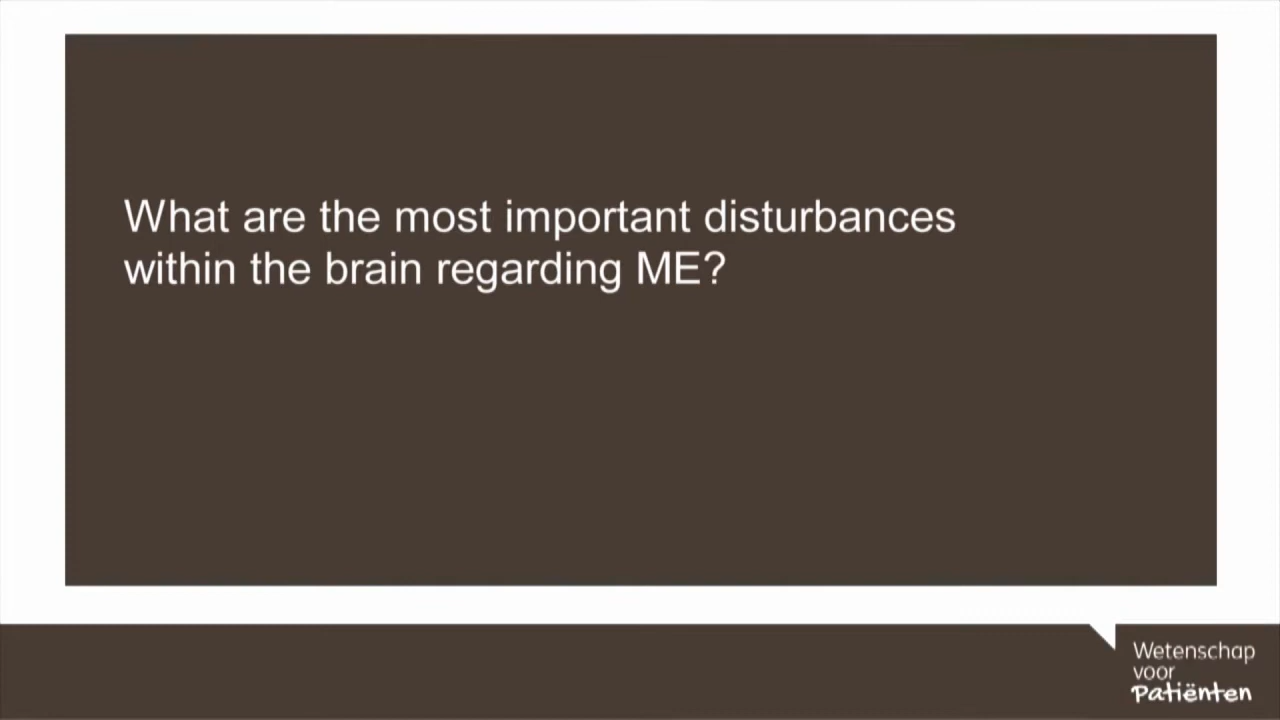 What are the most important disturbances
within the brain regarding ME?
Wetenschap
voor
Patiënten